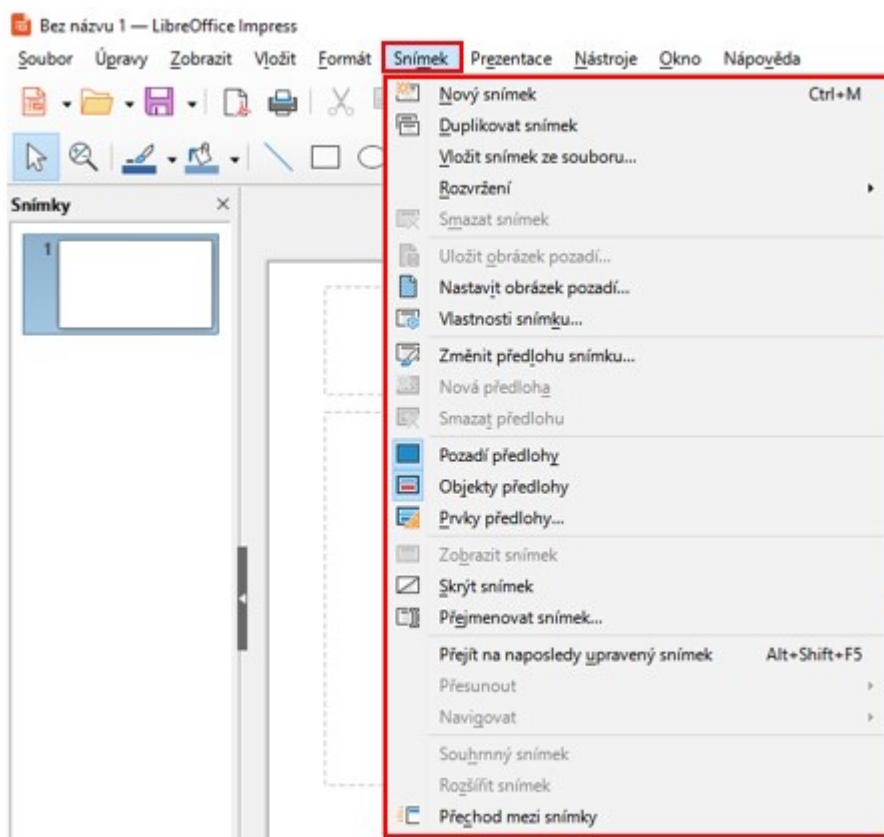 Bez názvu 1 — LibreOffice Impress
Soubor Úpravy Zobrazit Vložit Formát Snímek Prezentace Nástroje Okno Nápověda
Nový snímek Ctrl+M
Duplikovat snímek
Vložit snímek ze souboru...
Rozvržení
Snímky
Smazat snímek
1
Uložit obrázek pozadí...
Nastavit obrázek pozadí...
Vlastnosti snímku...
Změnit předlohu snímku...
Nová předloha
Smazat předlohu
Pozadí předlohy
Objekty předlohy
Prvky předlohy...
Zobrazit snímek
Skrýt snímek
Přejmenovat snímek...
Přejít na naposledy upravený snímek Alt+Shift+F5
Přesunout
Navigovat
Souhrnný snímek
Rozšířit snímek
Přechod mezi snímky